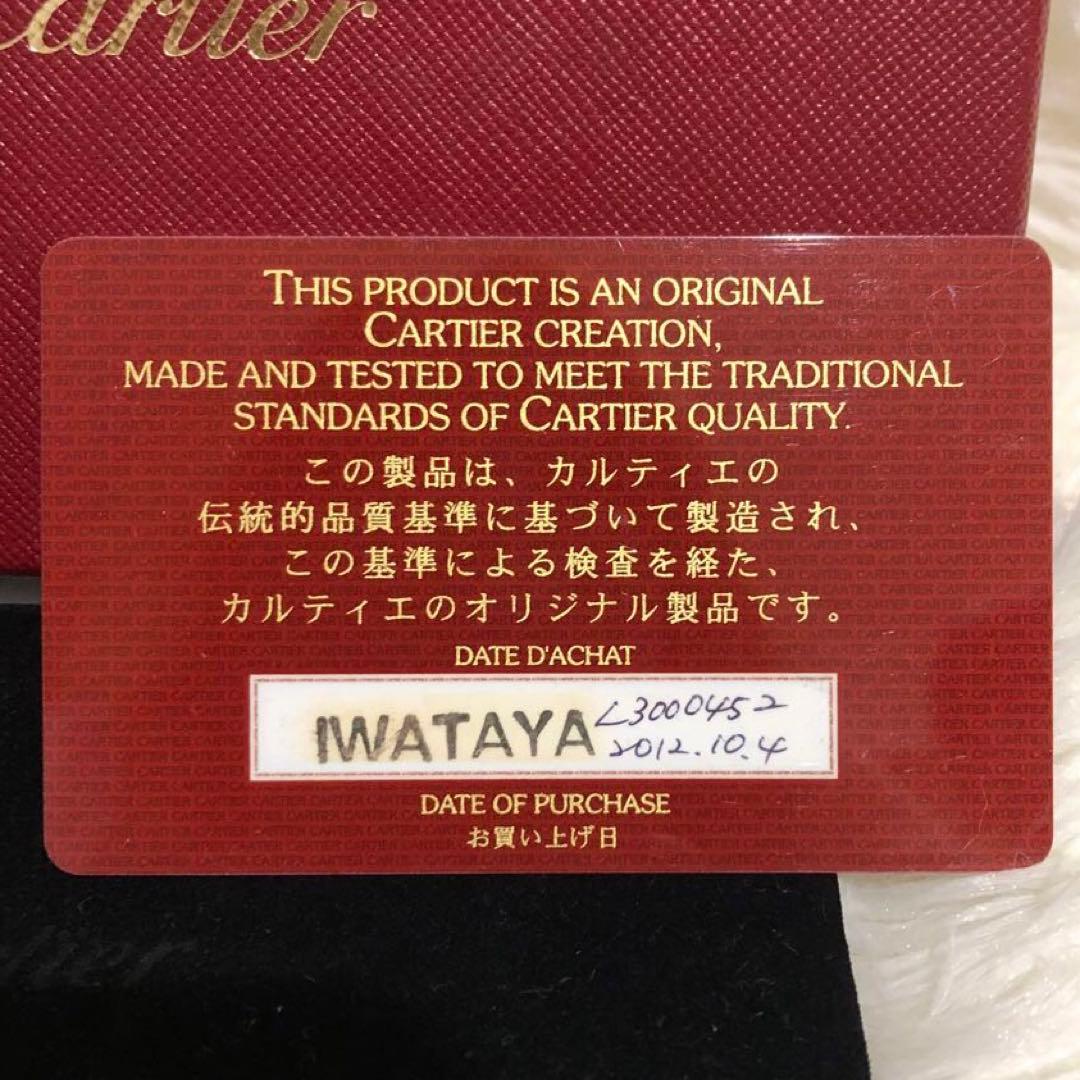 Cartier
THIS PRODUCT IS AN ORIGINAL
CARTIER CREATION,
MADE AND TESTED TO MEET THE TRADITIONAL
STANDARDS OF CARTIER QUALITY.
この製品は、カルティエの
伝統的品質基準に基づいて製造され、
この基準による検査を経た、
カルティエのオリジナル製品です。
DATE D'ACHAT
IWATAYA L3000452
2012.10.4
DATE OF PURCHASE
お買い上げ日